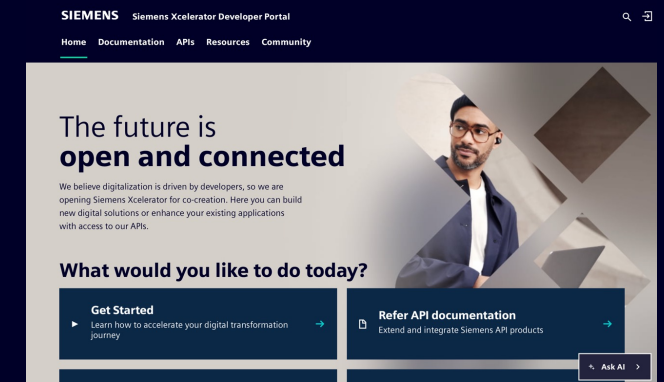 SIEMENS Siemens Xcelerator Developer Portal
Home Documentation APIs Resources Community
The future is
open and connected
We believe digitalization is driven by developers, so we are
opening Siemens Xcelerator for co-creation. Here you can build
new digital solutions or enhance your existing applications
with access to our APIs.
What would you like to do today?
Get Started
Learn how to accelerate your digital transformation
journey
Refer API documentation
Extend and integrate Siemens API products
Ask AI